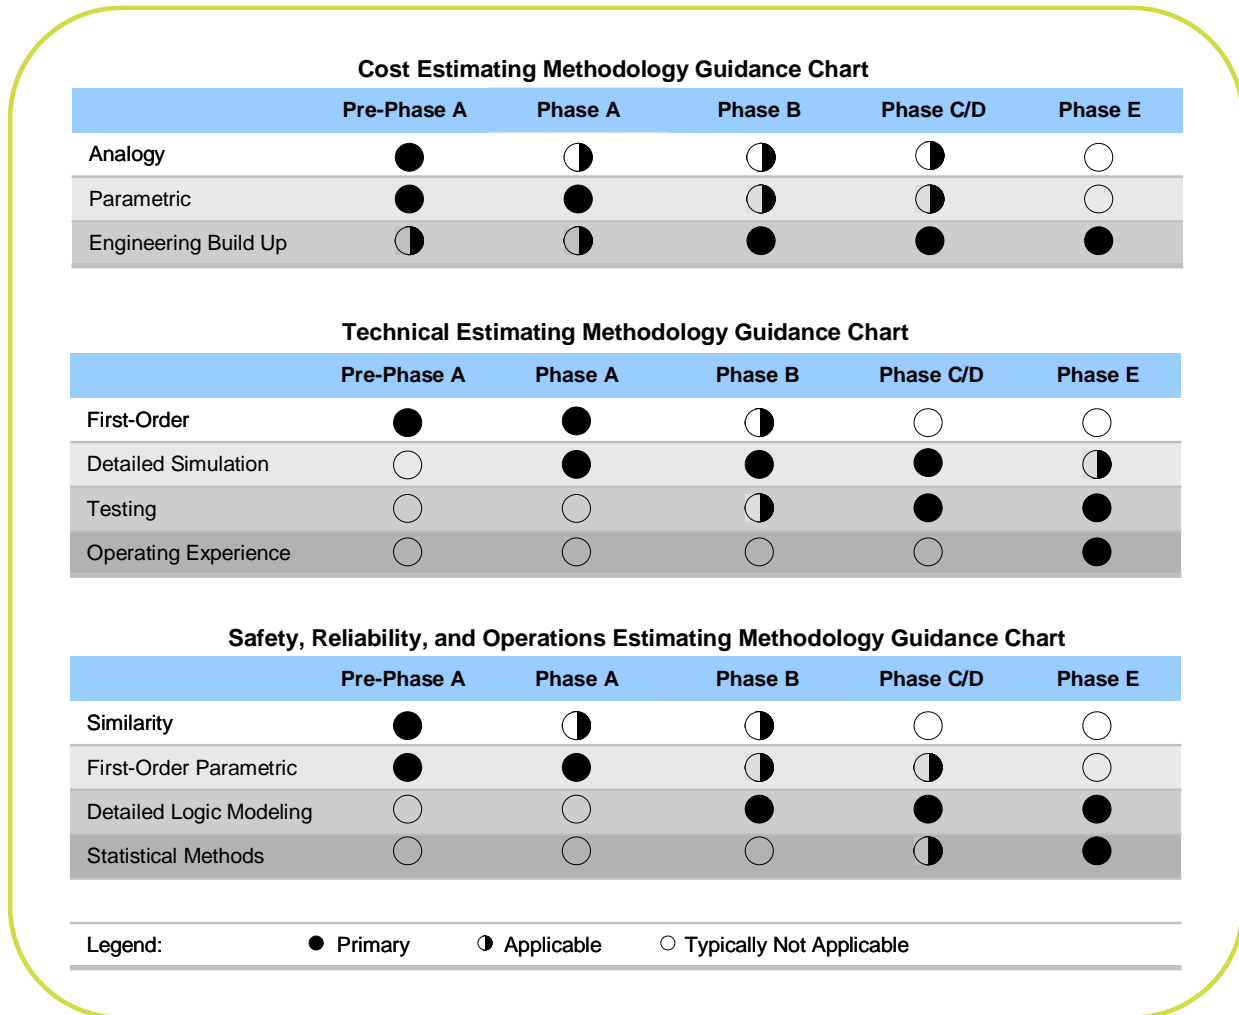 Cost Estimating Methodology Guidance Chart
Pre-Phase A Phase A Phase B Phase C/D Phase E
Analogy
Parametric
Engineering Build Up
Technical Estimating Methodology Guidance Chart
Pre-Phase A Phase A Phase B Phase C/D Phase E
First-Order
Detailed Simulation
Testing
Operating Experience
Safety, Reliability, and Operations Estimating Methodology Guidance Chart
Pre-Phase A Phase A Phase B Phase C/D Phase E
Similarity
First-Order Parametric
Detailed Logic Modeling
Statistical Methods
Legend: Primary Applicable Typically Not Applicable